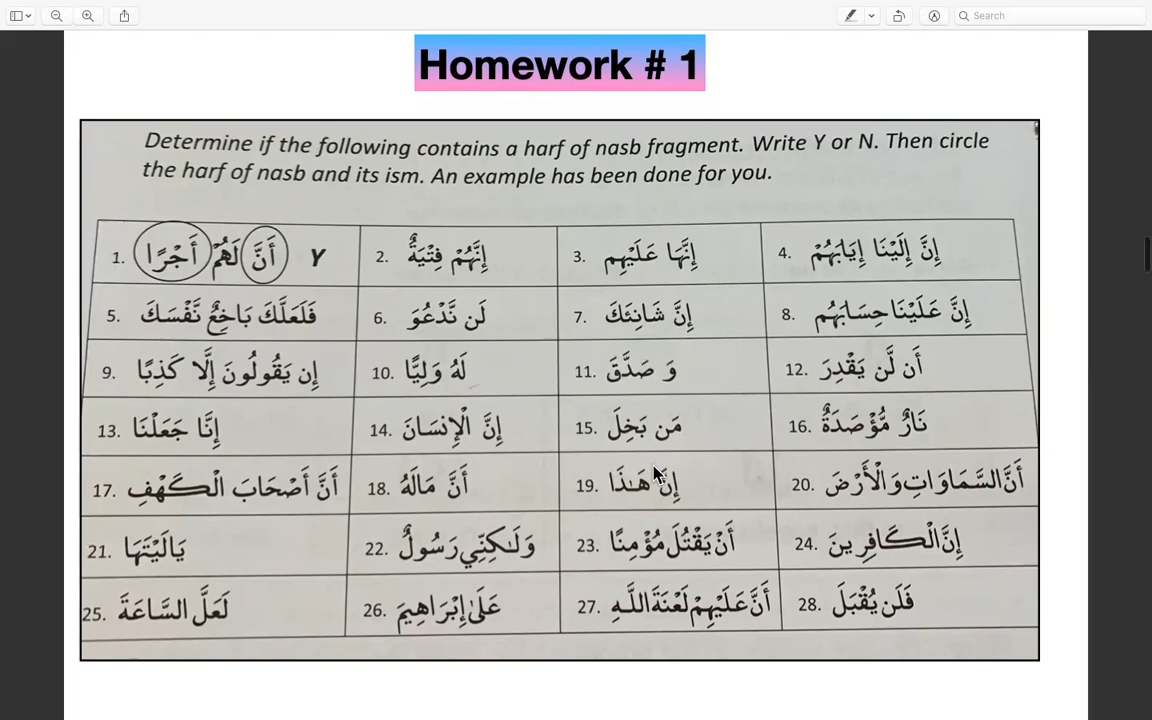 Search
Homework # 1
Determine if the following contains a harf of nasb fragment. Write Y or N. Then circle
the harf of nasb and its ism. An example has been done for you.
1. أَنَّ لَهُمْ أَجْرًا Y
2. إِنَّهُمْ فِتْيَةٌ
3. إِنَّهَا عَلَيْهِم
4. إِنَّ إِلَيْنَا إِيَابَهُمْ
5. فَلَعَلَّكَ بَاخِعٌ نَّفْسَكَ
6. لَن نَّدْعُوَ
7. إِنَّ شَانِئَكَ
8. إِنَّ عَلَيْنَا حِسَابَهُم
9. إِن يَقُولُونَ إِلَّا كَذِبًا
10. لَهُ وَلِيًّا
11. وَ صَدَّقَ
12. أَن لَّن يَقْدِرَ
13. إِنَّا جَعَلْنَا
14. إِنَّ الْإِنسَانَ
15. مَن بَخِلَ
16. نَارٌ مُّؤْصَدَةٌ
17. أَنَّ أَصْحَابَ الْكَهْفِ
18. أَنَّ مَالَهُ
19. إِنَّ هَـٰذَا
20. أَنَّ السَّمَاوَاتِ وَالْأَرْضَ
21. يَالَيْتَهَا
22. وَلَـٰكِنِّي رَسُولٌ
23. أَنْ يَقْتُلَ مُؤْمِنًا
24. إِنَّ الْكَافِرِينَ
25. لَعَلَّ السَّاعَةَ
26. عَلَىٰ إِبْرَاهِيمَ
27. أَنَّ عَلَيْهِمْ لَعْنَةَ اللَّـهِ
28. فَلَن يُقْبَلَ